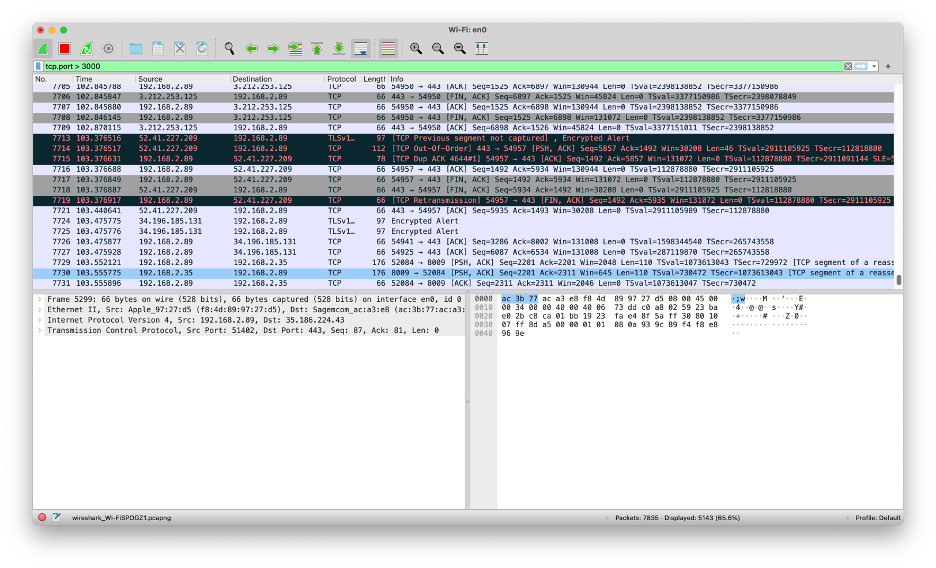 Wi-Fi: en0
tcp.port > 3000
No. Time Source Destination Protocol Length Info
7705 102.845788 192.168.2.89 3.212.253.125 TCP 66 54950 → 443 [ACK] Seq=1525 Ack=6897 Win=130944 Len=0 TSval=2398138852 TSecr=3377150986
7706 102.845847 3.212.253.125 192.168.2.89 TCP 66 443 → 54950 [FIN, ACK] Seq=6897 Ack=1525 Win=45824 Len=0 TSval=3377150986 TSecr=2398078849
7707 102.845880 192.168.2.89 3.212.253.125 TCP 66 54950 → 443 [ACK] Seq=1525 Ack=6898 Win=130944 Len=0 TSval=2398138852 TSecr=3377150986
7708 102.846145 192.168.2.89 3.212.253.125 TCP 66 54950 → 443 [FIN, ACK] Seq=1525 Ack=6898 Win=131072 Len=0 TSval=2398138852 TSecr=3377150986
7709 102.870115 3.212.253.125 192.168.2.89 TCP 66 443 → 54950 [ACK] Seq=6898 Ack=1526 Win=45824 Len=0 TSval=3377151011 TSecr=2398138852
7713 103.376516 52.41.227.209 192.168.2.89 TLSv1… 97 [TCP Previous segment not captured] , Encrypted Alert
7714 103.376517 52.41.227.209 192.168.2.89 TCP 112 [TCP Out-Of-Order] 443 → 54957 [PSH, ACK] Seq=5857 Ack=1492 Win=30208 Len=46 TSval=2911105925 TSecr=112818880
7715 103.376631 192.168.2.89 52.41.227.209 TCP 78 [TCP Dup ACK 4644#1] 54957 → 443 [ACK] Seq=1492 Ack=5857 Win=131072 Len=0 TSval=112878880 TSecr=2911091144 SLE=5
7716 103.376688 192.168.2.89 52.41.227.209 TCP 66 54957 → 443 [ACK] Seq=1492 Ack=5934 Win=130944 Len=0 TSval=112878880 TSecr=2911105925
7717 103.376849 192.168.2.89 52.41.227.209 TCP 66 54957 → 443 [FIN, ACK] Seq=1492 Ack=5934 Win=131072 Len=0 TSval=112878880 TSecr=2911105925
7718 103.376887 52.41.227.209 192.168.2.89 TCP 66 443 → 54957 [FIN, ACK] Seq=5934 Ack=1492 Win=30208 Len=0 TSval=2911105925 TSecr=112818880
7719 103.376917 192.168.2.89 52.41.227.209 TCP 66 [TCP Retransmission] 54957 → 443 [FIN, ACK] Seq=1492 Ack=5935 Win=131072 Len=0 TSval=112878880 TSecr=2911105925
7721 103.440641 52.41.227.209 192.168.2.89 TCP 66 443 → 54957 [ACK] Seq=5935 Ack=1493 Win=30208 Len=0 TSval=2911105989 TSecr=112878880
7724 103.475775 34.196.185.131 192.168.2.89 TLSv1… 97 Encrypted Alert
7725 103.475776 34.196.185.131 192.168.2.89 TLSv1… 97 Encrypted Alert
7726 103.475877 192.168.2.89 34.196.185.131 TCP 66 54941 → 443 [ACK] Seq=3286 Ack=8002 Win=131008 Len=0 TSval=1598344540 TSecr=265743558
7727 103.475928 192.168.2.89 34.196.185.131 TCP 66 54925 → 443 [ACK] Seq=6087 Ack=6534 Win=131008 Len=0 TSval=287119870 TSecr=265743558
7729 103.552121 192.168.2.89 192.168.2.35 TCP 176 52084 → 8009 [PSH, ACK] Seq=2201 Ack=2201 Win=2048 Len=110 TSval=1073613043 TSecr=729972 [TCP segment of a reass
7730 103.555775 192.168.2.35 192.168.2.89 TCP 176 8009 → 52084 [PSH, ACK] Seq=2201 Ack=2311 Win=645 Len=110 TSval=730472 TSecr=1073613043 [TCP segment of a reasse
7731 103.555896 192.168.2.89 192.168.2.35 TCP 66 52084 → 8009 [ACK] Seq=2311 Ack=2311 Win=2046 Len=0 TSval=1073613047 TSecr=730472
Frame 5299: 66 bytes on wire (528 bits), 66 bytes captured (528 bits) on interface en0, id 0
Ethernet II, Src: Apple_97:27:d5 (f8:4d:89:97:27:d5), Dst: Sagemcom_ac:a3:e8 (ac:3b:77:ac:a3:
Internet Protocol Version 4, Src: 192.168.2.89, Dst: 35.186.224.43
Transmission Control Protocol, Src Port: 51402, Dst Port: 443, Seq: 87, Ack: 81, Len: 0
0000 ac 3b 77 ac a3 e8 f8 4d 89 97 27 d5 08 00 45 00 ·;w····M ··'···E·
0010 00 34 00 00 40 00 40 06 73 dd c0 a8 02 59 23 ba ·4··@·@· s····Y#·
0020 e0 2b c8 ca 01 bb 19 23 fa e4 8f 5a ff 30 80 10 ·+·····# ···Z·0··
0030 07 ff 8d a5 00 00 01 01 08 0a 93 9c 89 f4 f8 e8 ········ ········
0040 96 9e ··
wireshark_Wi-FiSPOGZ1.pcapng Packets: 7835 · Displayed: 5143 (65.6%) Profile: Default